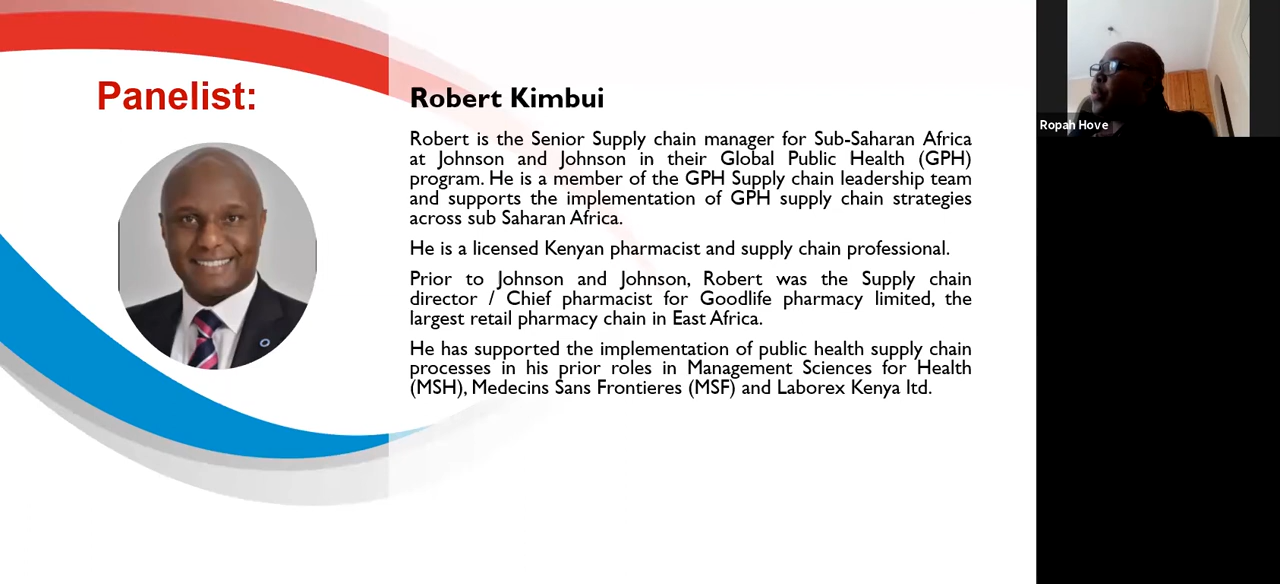 Panelist:
Robert Kimbui
Robert is the Senior Supply chain manager for Sub-Saharan Africa
at Johnson and Johnson in their Global Public Health (GPH)
program. He is a member of the GPH Supply chain leadership team
and supports the implementation of GPH supply chain strategies
across sub Saharan Africa.
He is a licensed Kenyan pharmacist and supply chain professional.
Prior to Johnson and Johnson, Robert was the Supply chain
director / Chief pharmacist for Goodlife pharmacy limited, the
largest retail pharmacy chain in East Africa.
He has supported the implementation of public health supply chain
processes in his prior roles in Management Sciences for Health
(MSH), Medecins Sans Frontieres (MSF) and Laborex Kenya ltd.
Ropah Hove